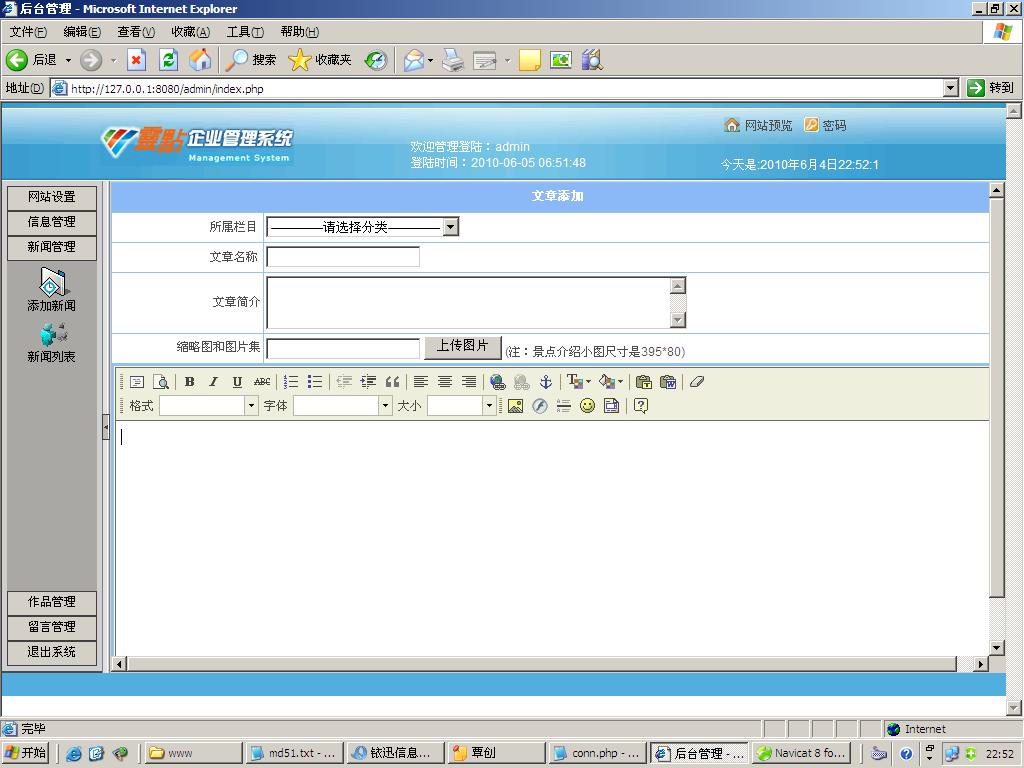 后台管理 - Microsoft Internet Explorer
文件(F) 编辑(E) 查看(V) 收藏(A) 工具(T) 帮助(H)
后退 搜索 收藏夹
地址(D) http://127.0.0.1:8080/admin/index.php 转到
零點企业管理系统
Management System
欢迎管理登陆：admin
登陆时间：2010-06-05 06:51:48
网站预览 密码
今天是:2010年6月4日22:52:1
网站设置
信息管理
新闻管理
添加新闻
新闻列表
作品管理
留言管理
退出系统
文章添加
所属栏目 ————请选择分类————
文章名称
文章简介
缩略图和图片集 上传图片 (注：景点介绍小图尺寸是395*80)
B I U ABC
格式 字体 大小
完毕 Internet
开始 www md51.txt - ... 铱迅信息... 覃创 conn.php - ... 后台管理 - ... Navicat 8 fo... 22:52